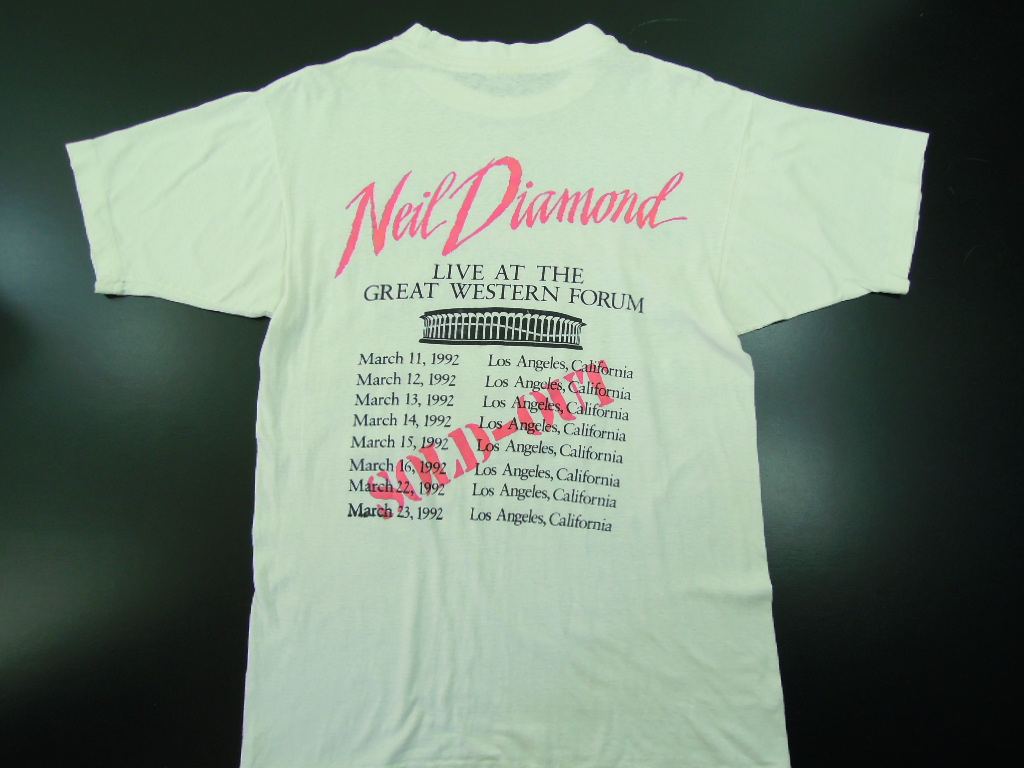 Neil Diamond
LIVE AT THE
GREAT WESTERN FORUM
March 11, 1992 Los Angeles, California
March 12, 1992 Los Angeles, California
March 13, 1992 Los Angeles, California
March 14, 1992 Los Angeles, California
March 15, 1992 Los Angeles, California
March 16, 1992 Los Angeles, California
March 22, 1992 Los Angeles, California
March 23, 1992 Los Angeles, California
SOLD-OUT